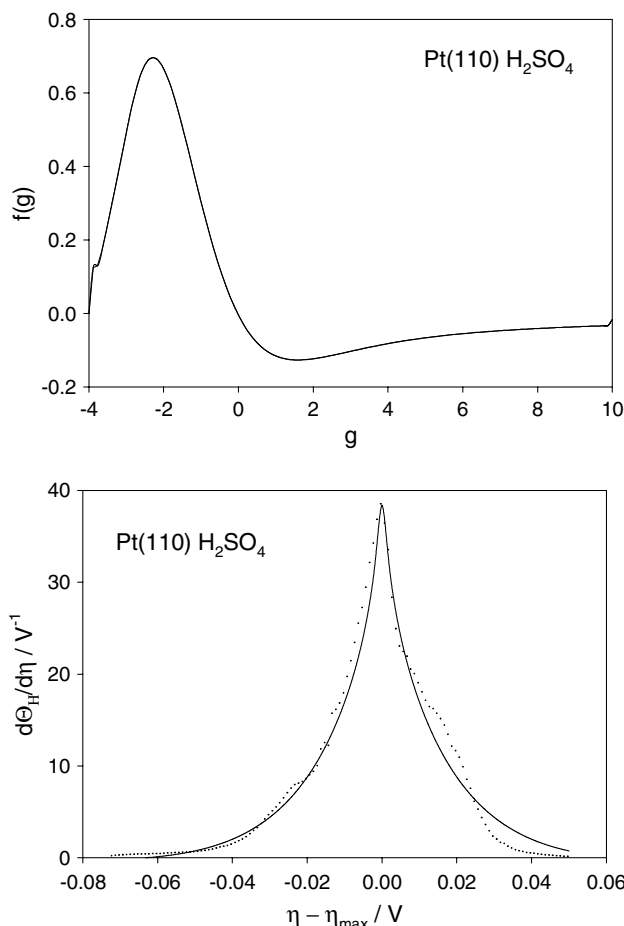 Pt(110) H₂SO₄
0.8
0.6
0.4
0.2
0.0
-0.2
f(g)
-4 -2 0 2 4 6 8 10
g
Pt(110) H₂SO₄
40
30
20
10
0
dΘ_H/dη / V⁻¹
-0.08 -0.06 -0.04 -0.02 0.00 0.02 0.04 0.06
η − η_max / V